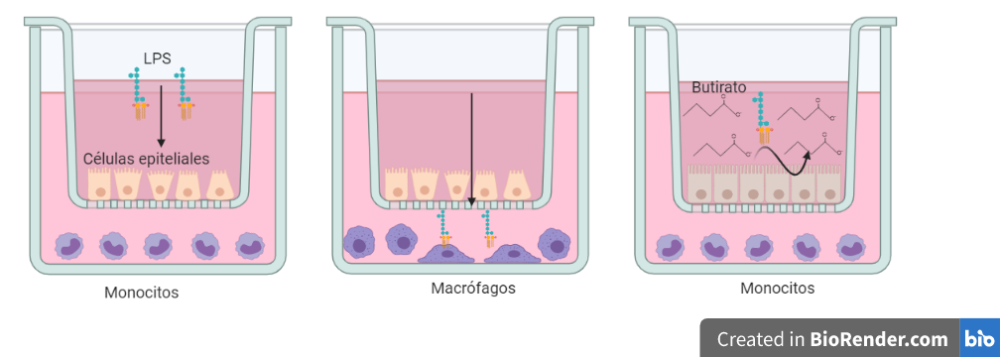 LPS
Células epiteliales
Butirato
Monocitos
Macrófagos
Monocitos
Created in BioRender.com bio